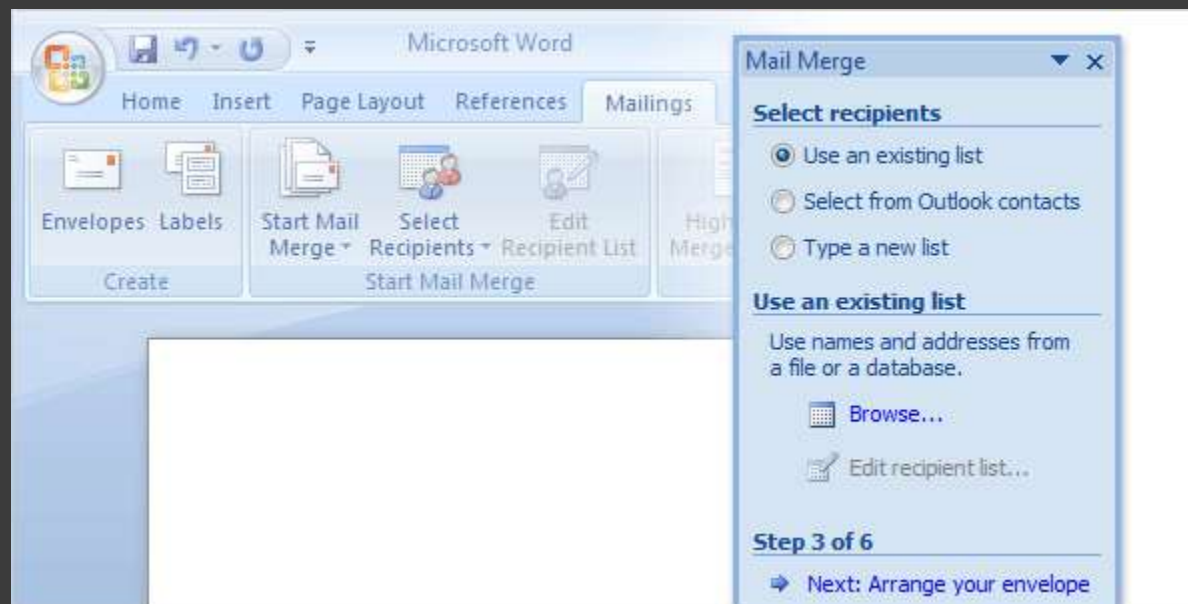 Microsoft Word
Home Insert Page Layout References Mailings
Envelopes Labels
Start Mail Merge
Select Recipients
Edit Recipient List
Create
Start Mail Merge
Mail Merge
Select recipients
Use an existing list
Select from Outlook contacts
Type a new list
Use an existing list
Use names and addresses from
a file or a database.
Browse...
Edit recipient list...
Step 3 of 6
Next: Arrange your envelope